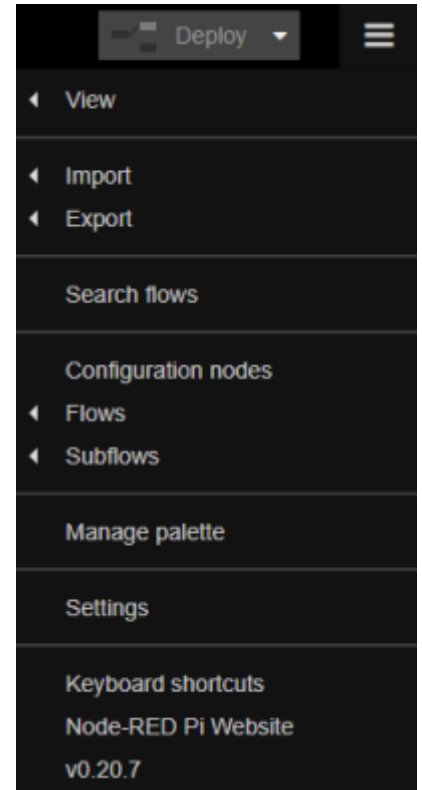 Deploy
View
Import
Export
Search flows
Configuration nodes
Flows
Subflows
Manage palette
Settings
Keyboard shortcuts
Node-RED Pi Website
v0.20.7